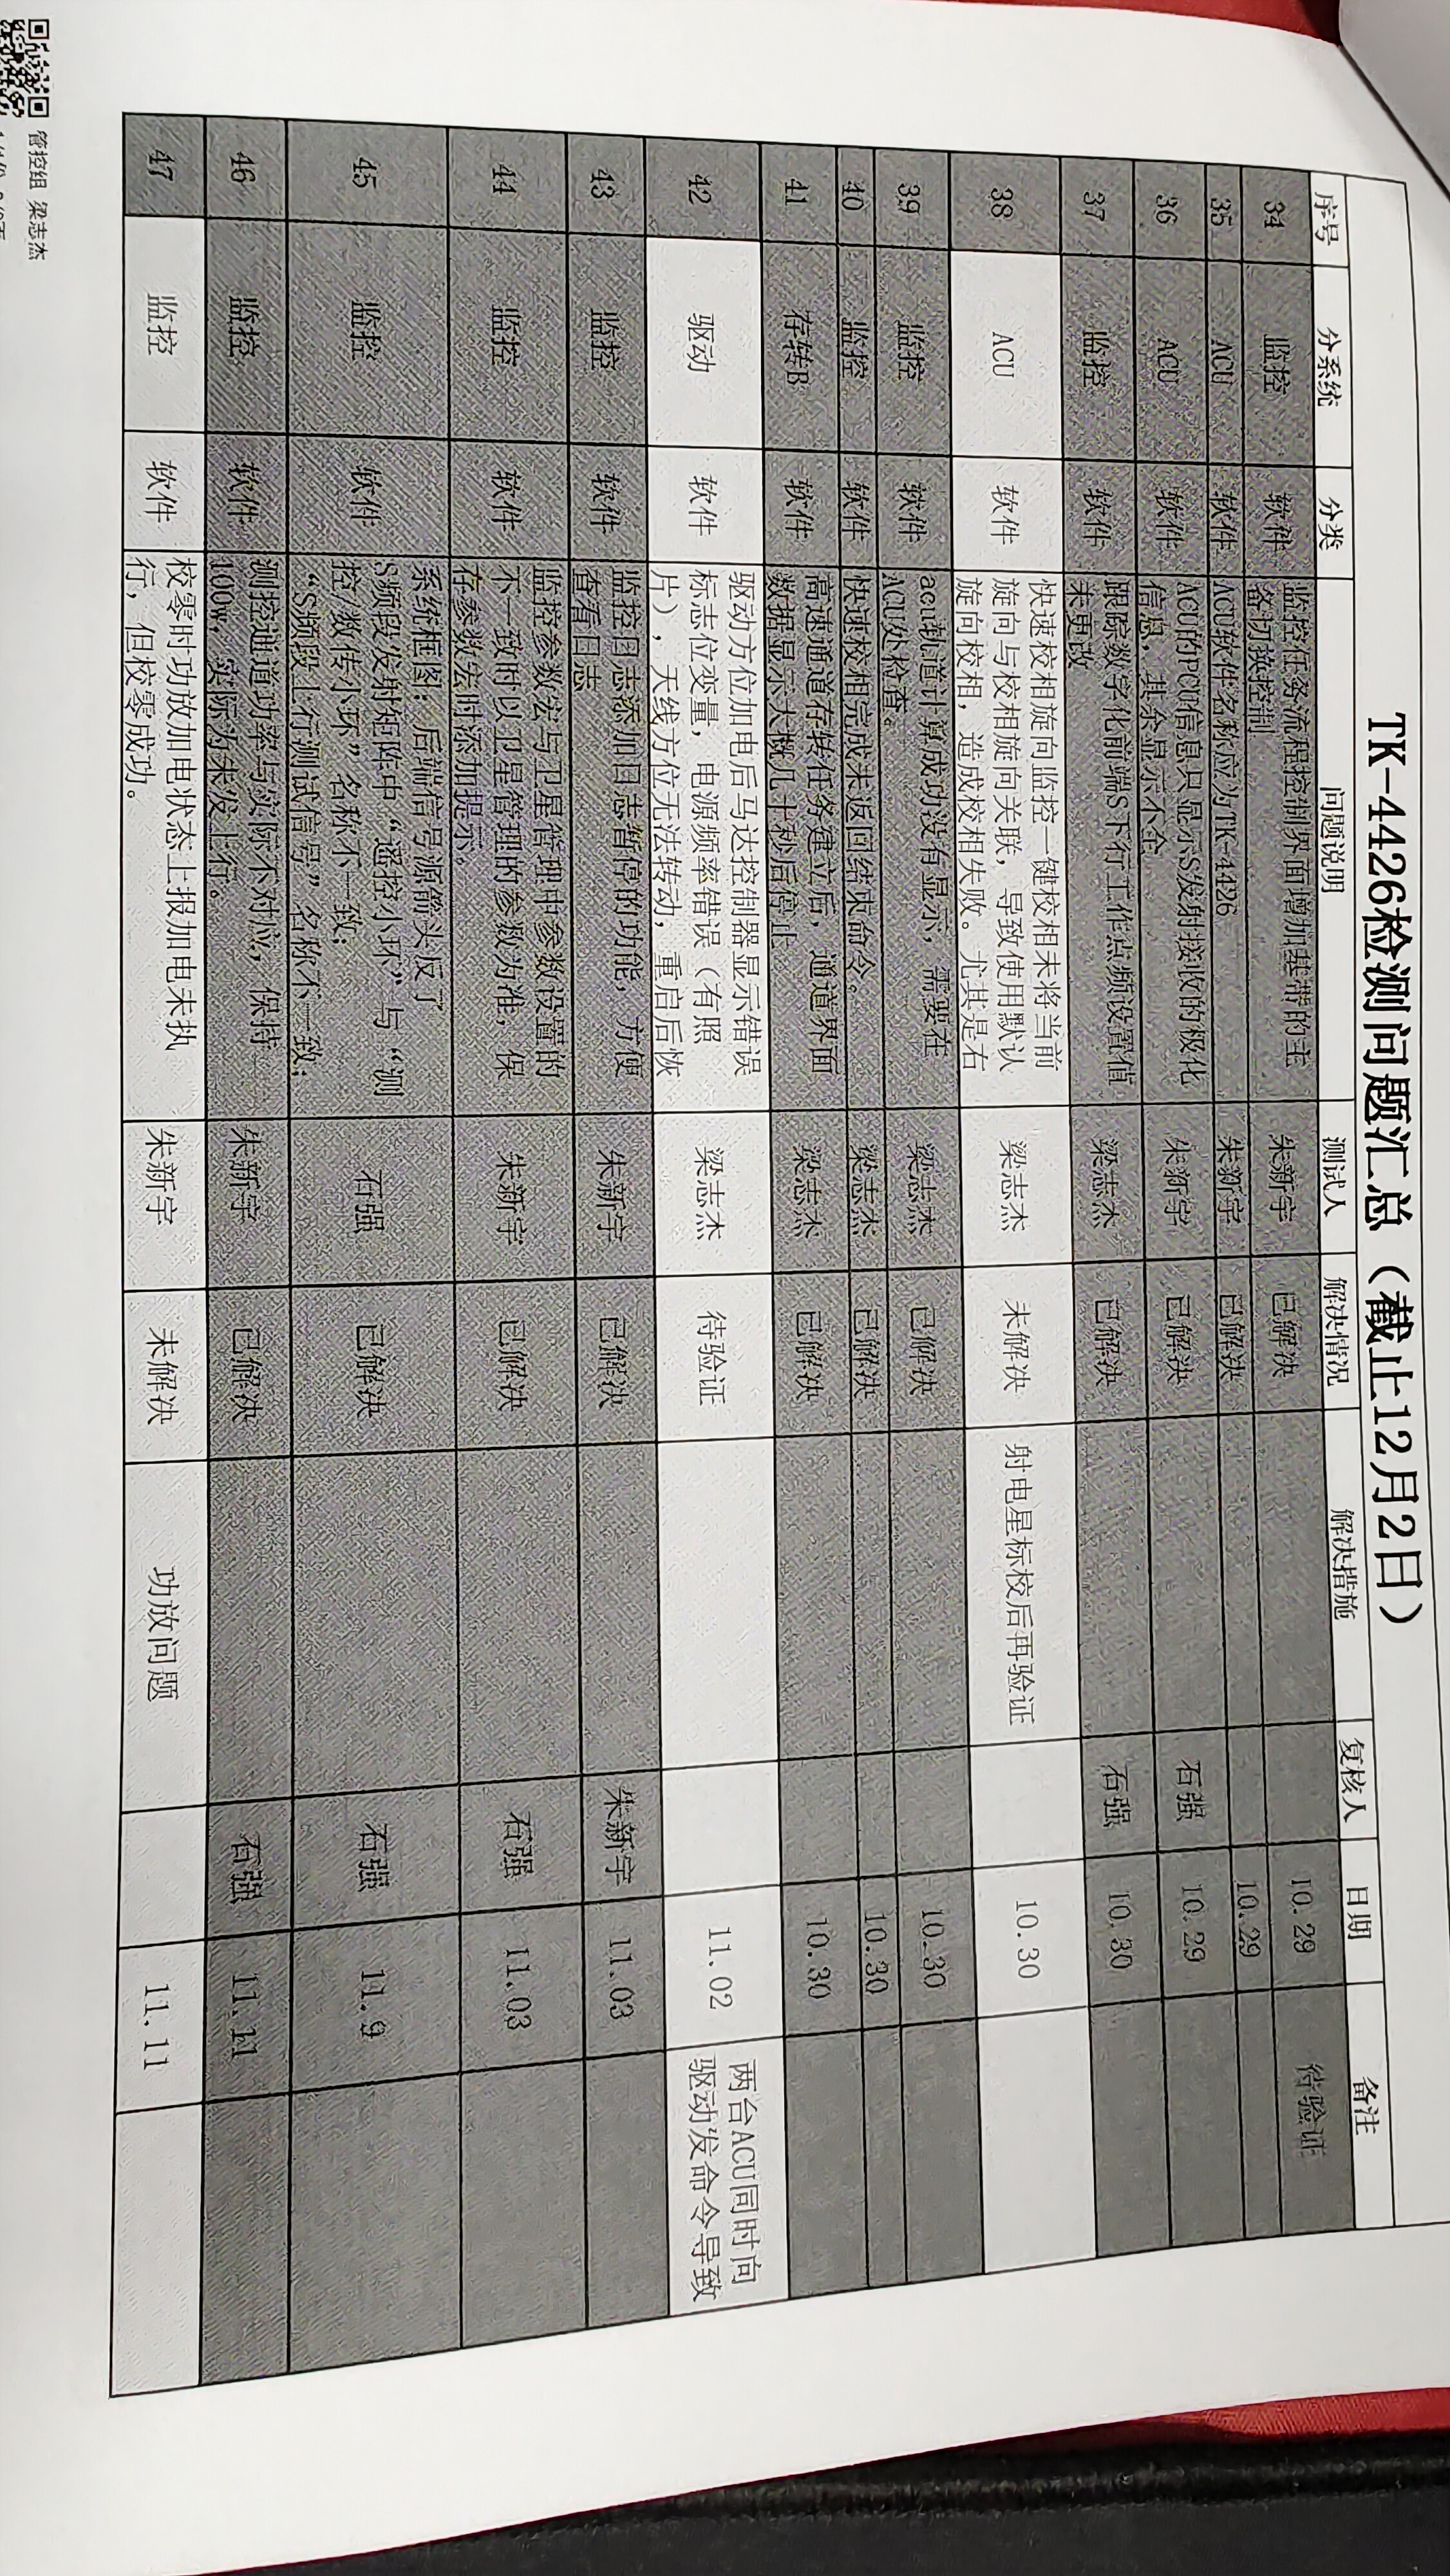 TK-4426检测问题汇总（截止12月2日）
序号 分系统 分类 问题说明 测试人 解决情况 解决措施 复核人 日期 备注
34 监控 软件 监控任务流程控制界面增加基带的主
备切换控制 朱新宇 已解决 10.29 待验证
35 ACU 软件 ACU软件名称应为TK-4426 朱新宇 已解决 10.29
36 ACU 软件 ACU的PCU信息只显示S发射接收的极化
信息，其余显示不全 朱新宇 已解决 石强 10.29
37 监控 软件 跟踪数字化前端S下行工作点频设置值
未更改 梁志杰 已解决 石强 10.30
38 ACU 软件 快速校相旋向监控一键校相未将当前
旋向与校相旋向关联，导致使用默认
旋向校相，造成校相失败。尤其是右 梁志杰 未解决 射电星标校后再验证 10.30
39 监控 软件 acu轨道计算成功没有显示，需要在
ACU处检查。 梁志杰 已解决 10.30
40 监控 软件 快速校相完成未返回结束命令。 梁志杰 已解决 10.30
41 存转B 软件 高速通道存转任务建立后，通道界面
数据显示大概几十秒后停止 梁志杰 已解决 10.30
42 驱动 软件 驱动方位加电后马达控制器显示错误
标志位变量，电源频率错误（有照
片），天线方位无法转动，重启后恢 梁志杰 待验证 11.02 两台ACU同时向
驱动发命令导致
43 监控 软件 监控日志添加日志暂停的功能，方便
查看日志 朱新宇 已解决 朱新宇 11.03
44 监控 软件 监控参数宏与卫星管理中参数设置的
不一致时以卫星管理的参数为准，保
存参数宏时添加提示。 朱新宇 已解决 石强 11.03
45 监控 软件 系统框图：后端信号源箭头反了
S频段发射矩阵中“遥控小环”与“测
控/数传小环”名称不一致；
“S频段上行测试信号”名称不一致； 石强 已解决 石强 11.9
46 监控 软件 测控通道功率与实际不对应，保持
100w，实际为未发上行。 朱新宇 已解决 石强 11.11
47 监控 软件 校零时功放加电状态上报加电未执
行，但校零成功。 朱新宇 未解决 功放问题 11.11
管控组 梁志杰